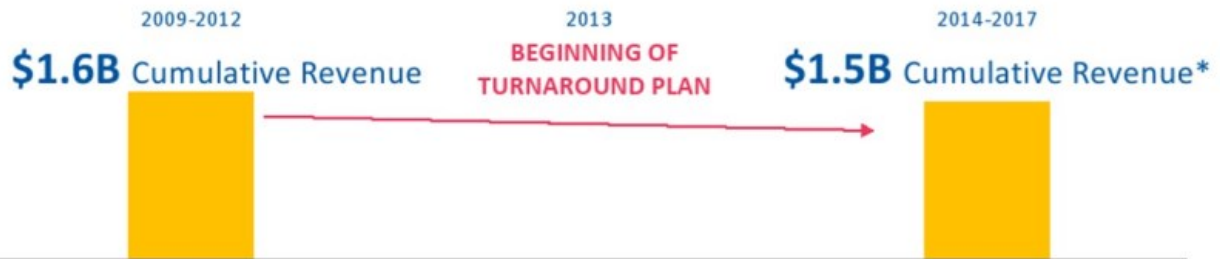 2009-2012
$1.6B Cumulative Revenue
2013
BEGINNING OF
TURNAROUND PLAN
2014-2017
$1.5B Cumulative Revenue*